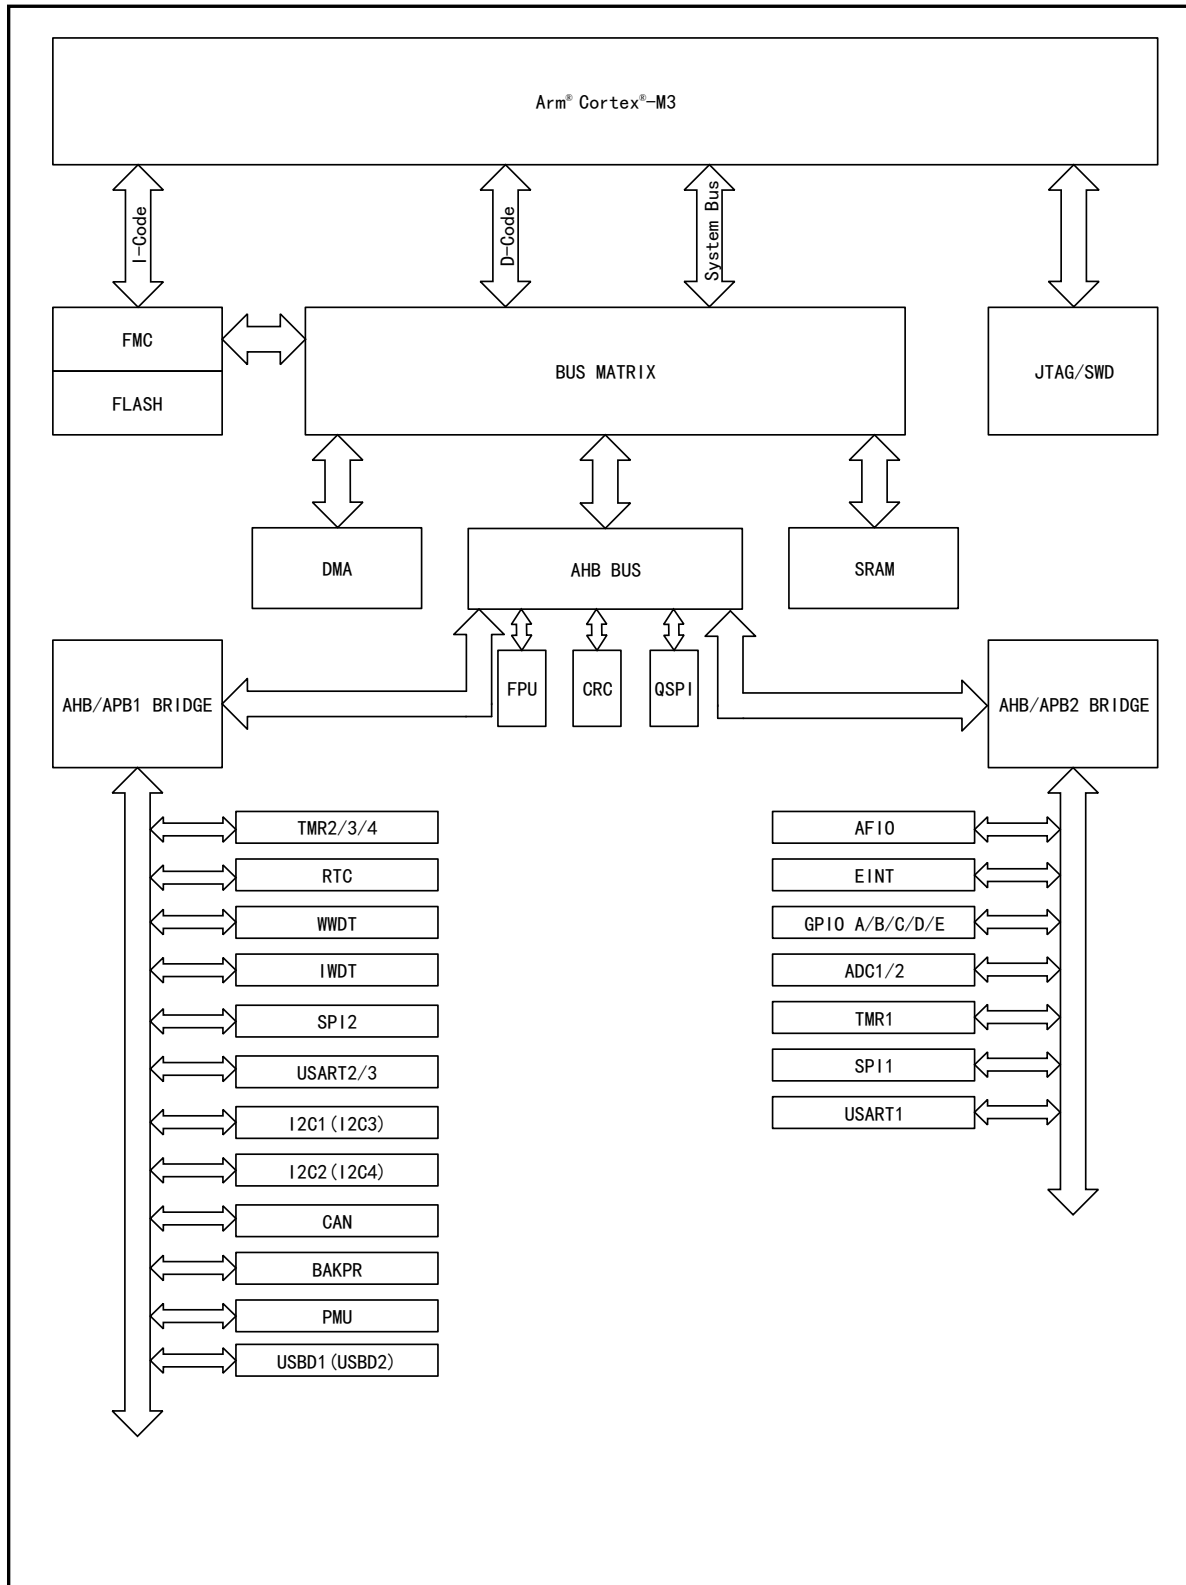 Arm® Cortex®-M3
I-Code
D-Code
System Bus
FMC
BUS MATRIX
JTAG/SWD
FLASH
DMA
AHB BUS
SRAM
AHB/APB1 BRIDGE
FPU
CRC
QSPI
AHB/APB2 BRIDGE
TMR2/3/4
RTC
WWDT
IWDT
SPI2
USART2/3
I2C1(I2C3)
I2C2(I2C4)
CAN
BAKPR
PMU
USBD1(USBD2)
AFIO
EINT
GPIO A/B/C/D/E
ADC1/2
TMR1
SPI1
USART1